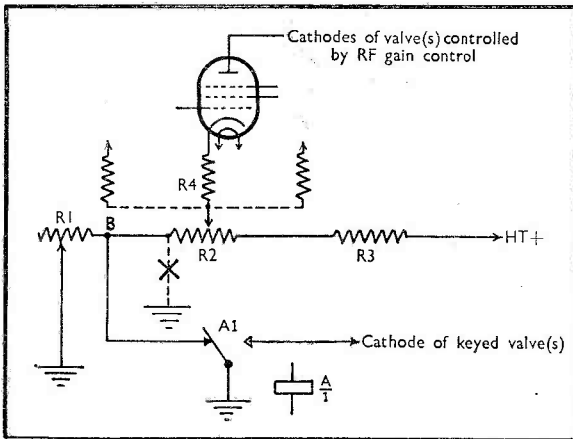 Cathodes of valve(s) controlled
by RF gain control
R4
R1
B
R2
R3
HT+
A1
Cathode of keyed valve(s)
A
1